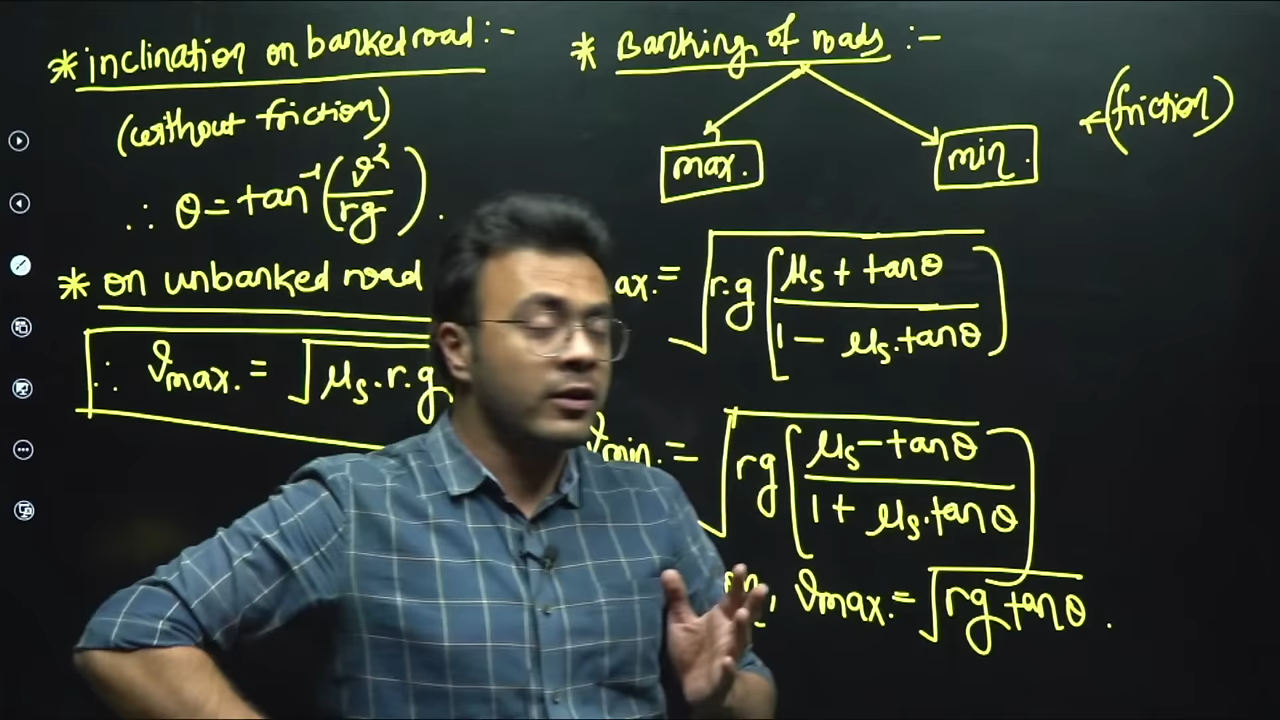 * inclination on banked road :-
(without friction)
∴ θ = tan⁻¹ (v²/rg).
* on unbanked road
∴ vmax. = √μs.r.g
* Banking of roads :-
max.
min.
(friction)
ax. = √r.g [μs + tanθ / 1 - μs.tanθ]
vmin. = √rg [μs - tanθ / 1 + μs.tanθ]
vmax. = √rg tanθ.